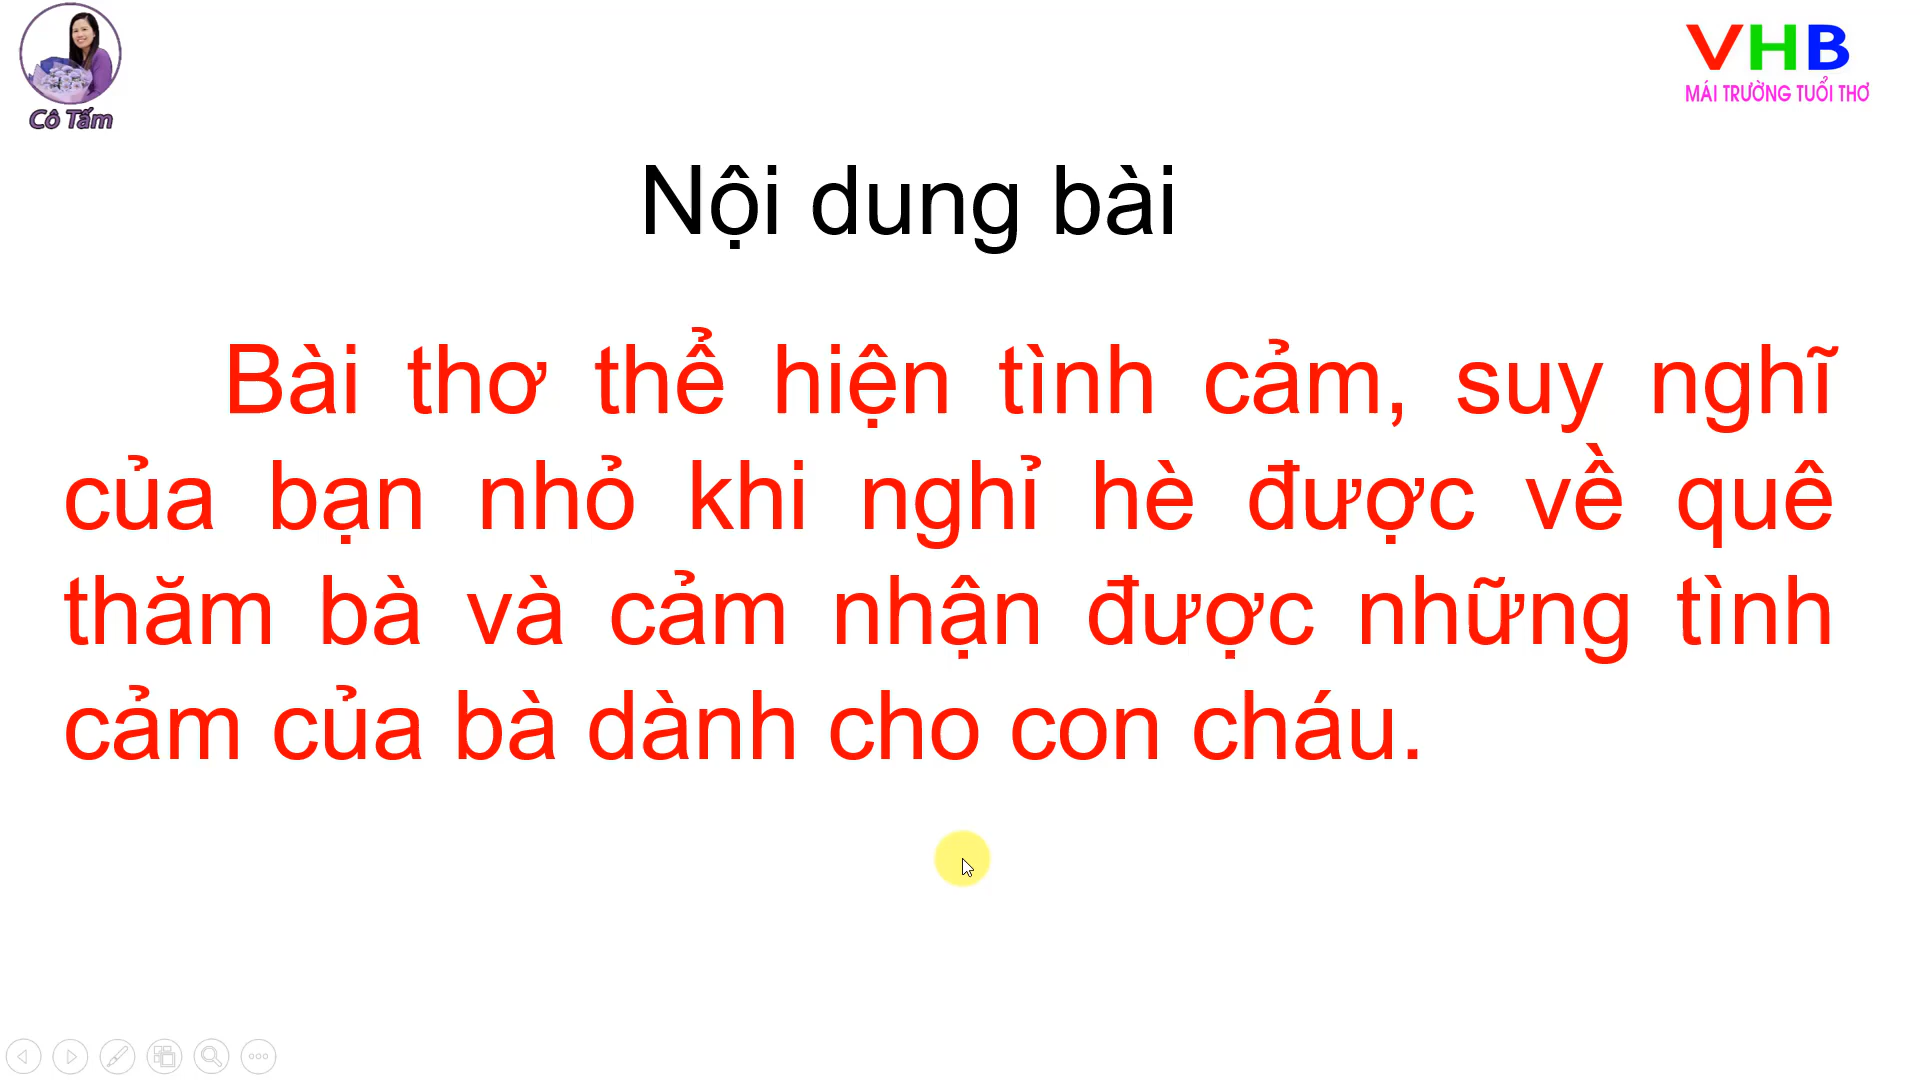 Cô Tấm
VHB
MÁI TRƯỜNG TUỔI THƠ
Nội dung bài
Bài thơ thể hiện tình cảm, suy nghĩ
của bạn nhỏ khi nghỉ hè được về quê
thăm bà và cảm nhận được những tình
cảm của bà dành cho con cháu.